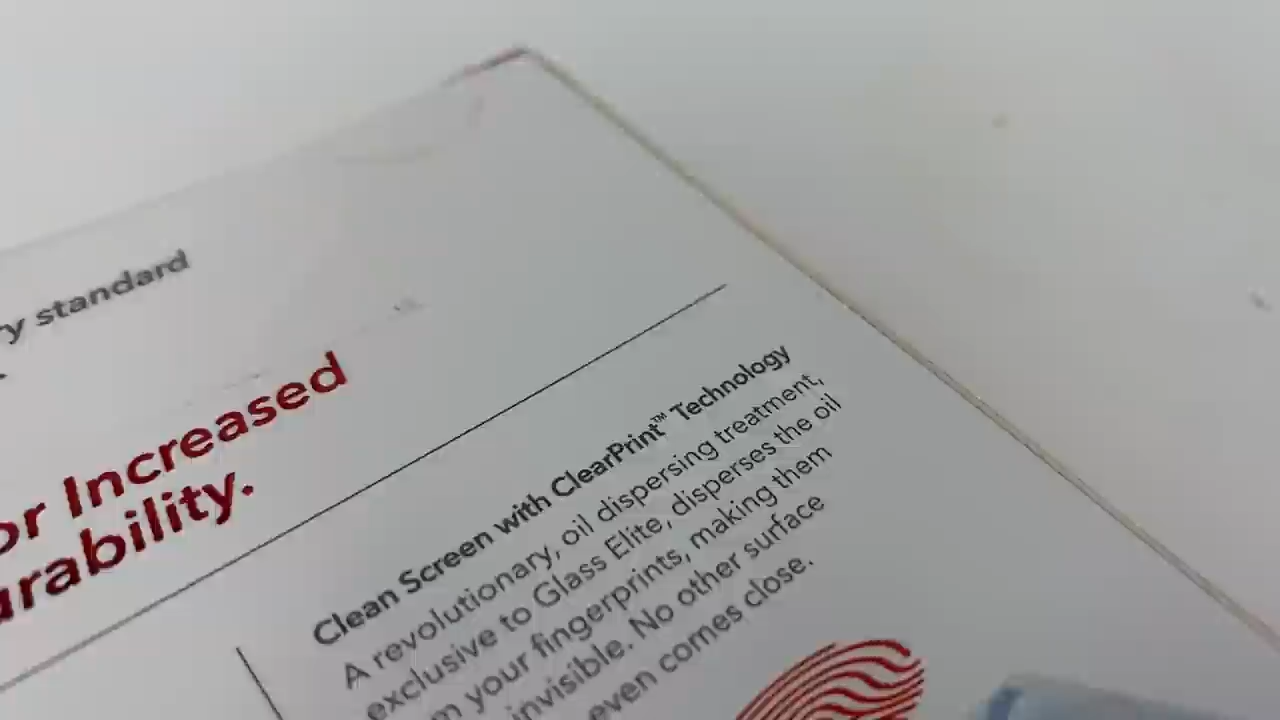 y standard
or Increased
urability.
Clean Screen with ClearPrint™ Technology
A revolutionary, oil dispersing treatment,
exclusive to Glass Elite, disperses the oil
m your fingerprints, making them
invisible. No other surface
even comes close.